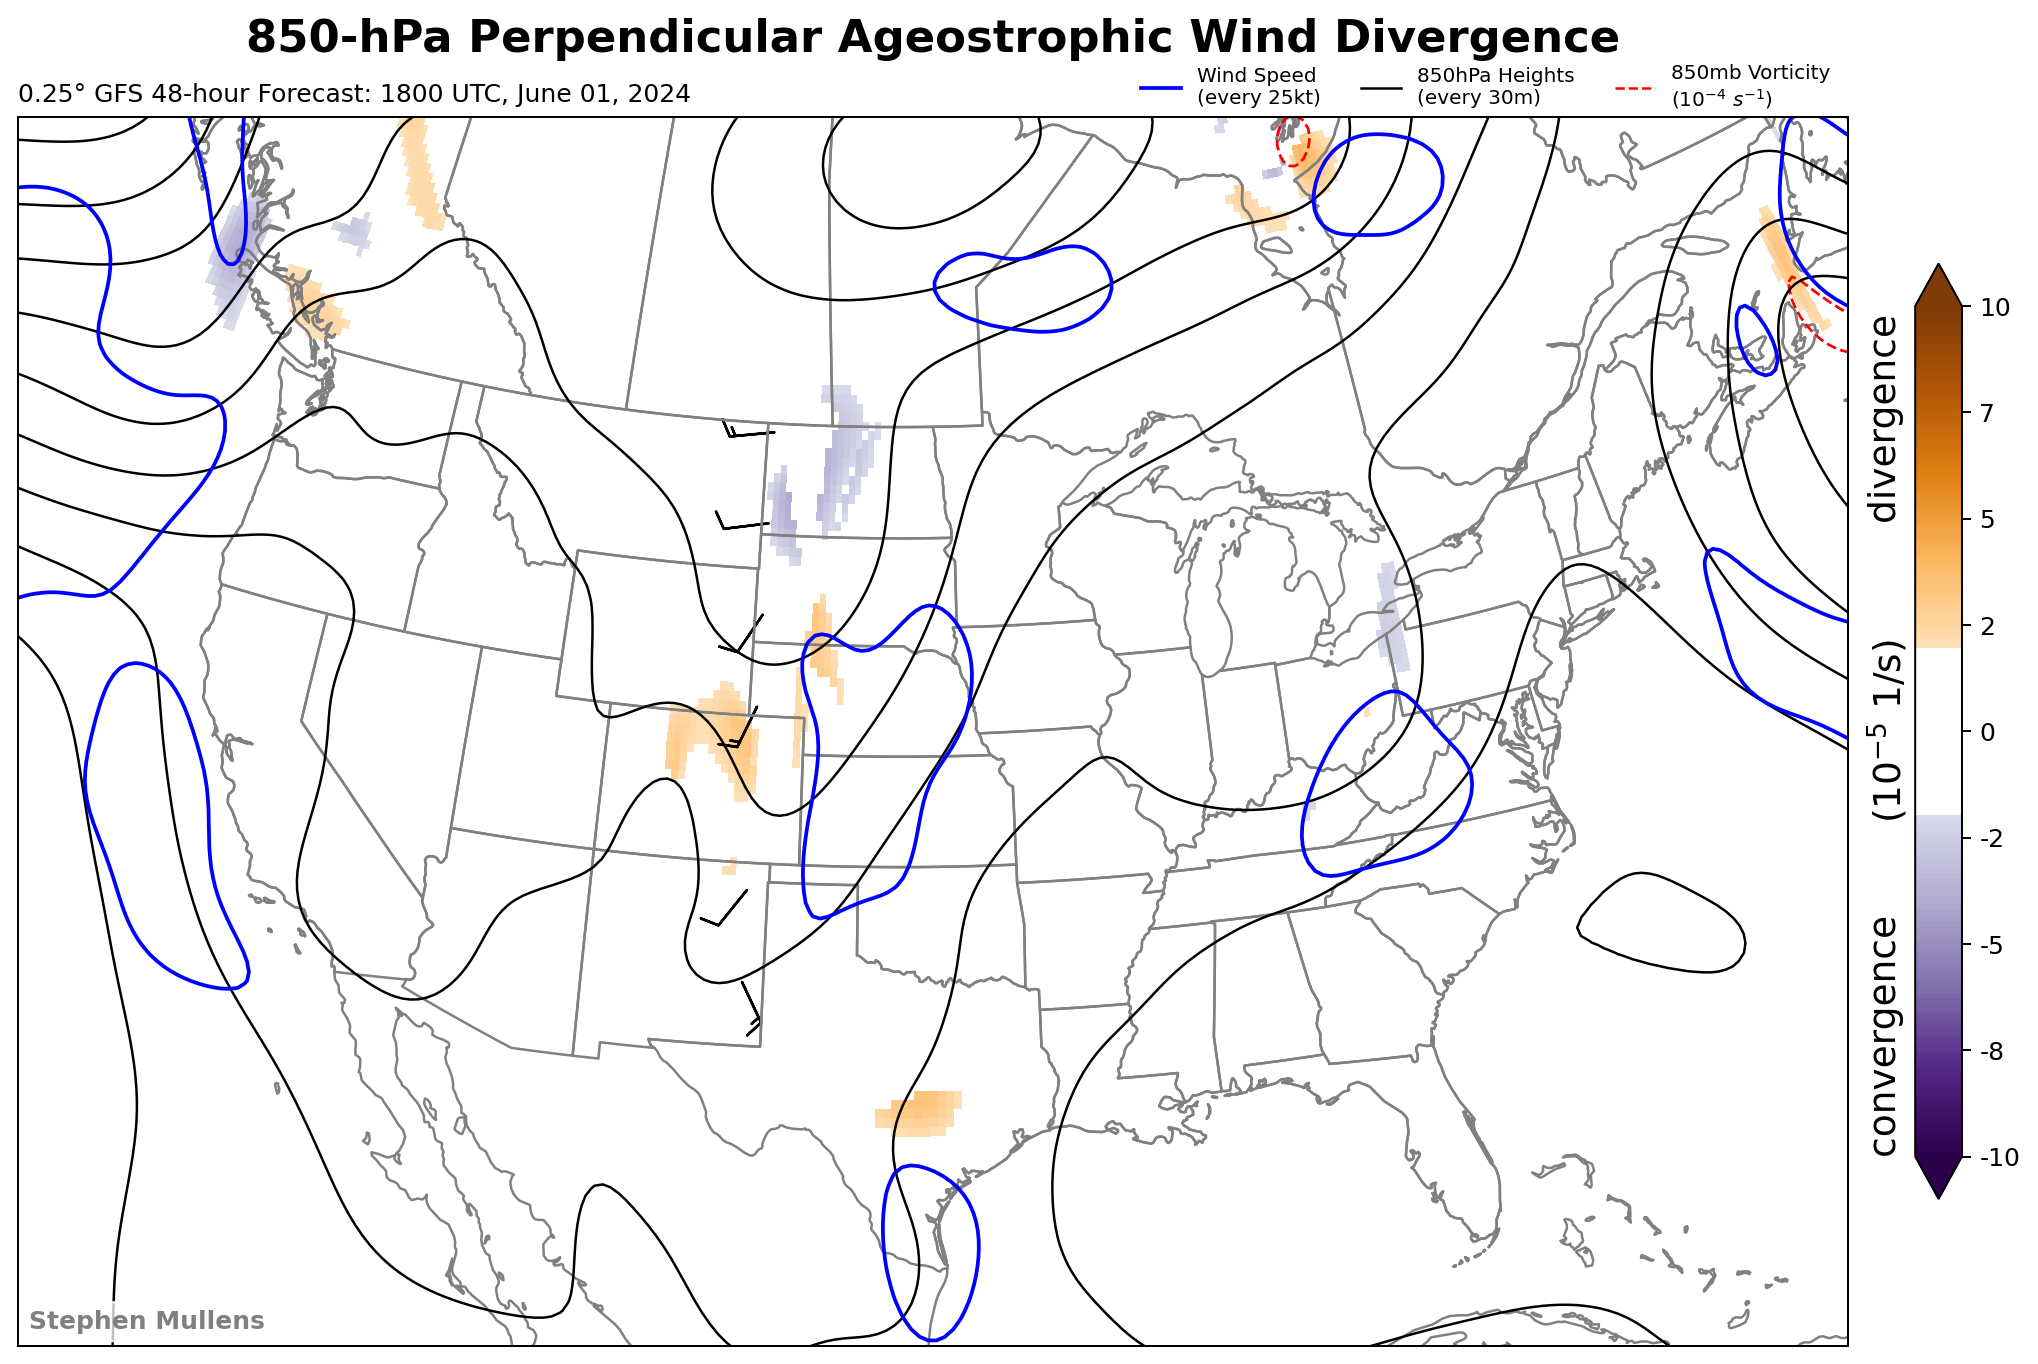 850-hPa Perpendicular Ageostrophic Wind Divergence
0.25° GFS 48-hour Forecast: 1800 UTC, June 01, 2024
Wind Speed
(every 25kt)
850hPa Heights
(every 30m)
850mb Vorticity
(10⁻⁴ s⁻¹)
10
7
5
2
0
-2
-5
-8
-10
convergence (10⁻⁵ 1/s) divergence
Stephen Mullens